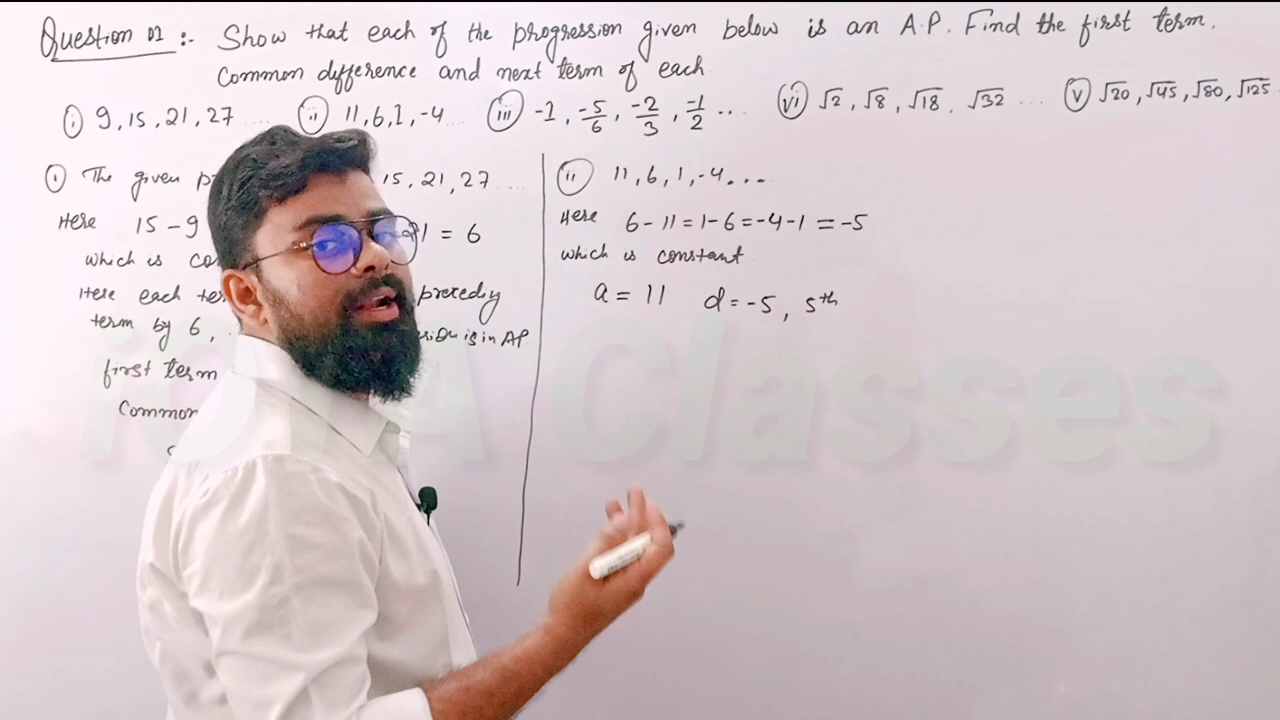 Question 01 :- Show that each of the progression given below is an A.P. Find the first term.
Common difference and next term of each
(i) 9, 15, 21, 27 ..... (ii) 11, 6, 1, -4 .... (iii) -1, -5/6, -2/3, -1/2 ... (vi) √2, √8, √18, √32 ... (v) √20, √45, √80, √125
(i) The given 15, 21, 27 ....
Here 15 - 9 21 = 6
which is
Here each
term by 6, is in AP
first term
Common
(ii) 11, 6, 1, -4 ...
Here 6 - 11 = 1 - 6 = -4 - 1 = -5
which is constant
a = 11 d = -5, 5th
iOTA Classes